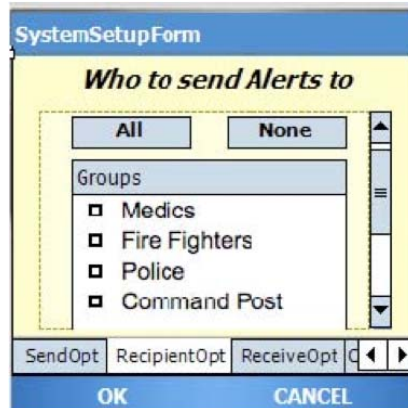 SystemSetupForm
Who to send Alerts to
All None
Groups
Medics
Fire Fighters
Police
Command Post
SendOpt RecipientOpt ReceiveOpt
OK CANCEL